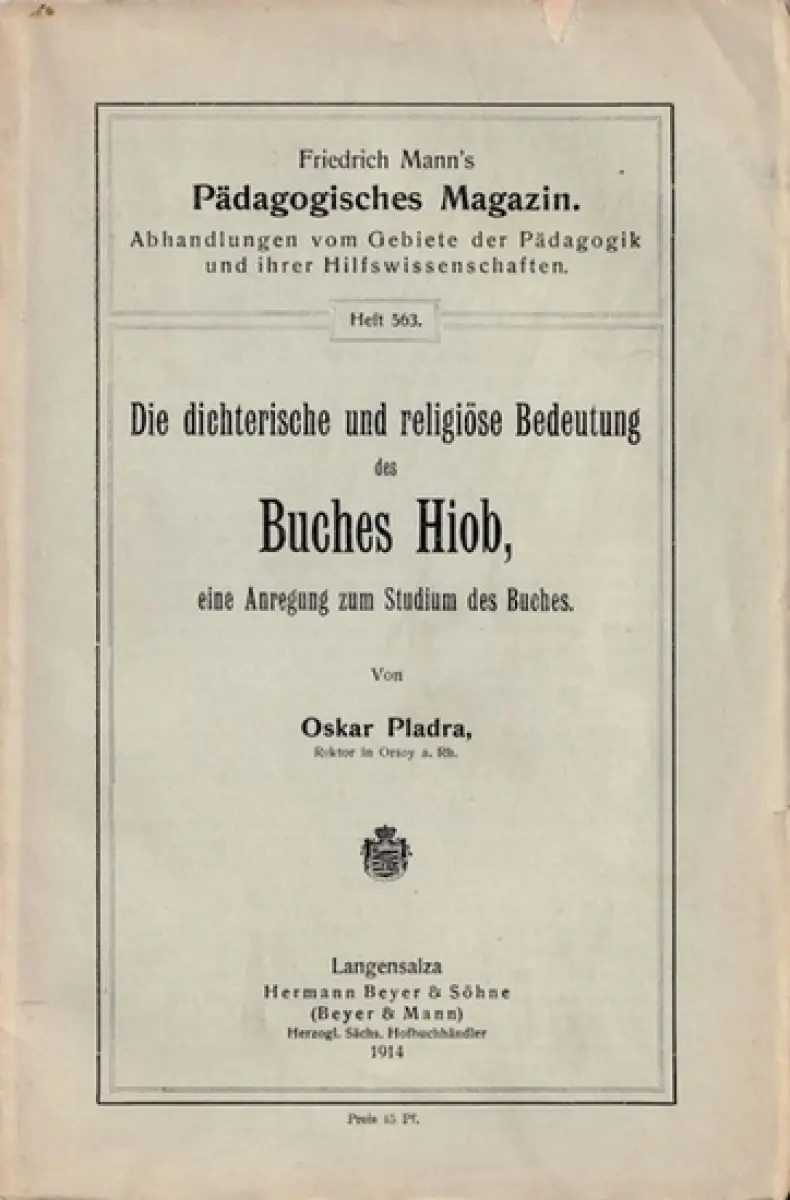 Friedrich Mann's
Pädagogisches Magazin.
Abhandlungen vom Gebiete der Pädagogik
und ihrer Hilfswissenschaften.
Heft 563.
Die dichterische und religiöse Bedeutung
des
Buches Hiob,
eine Anregung zum Studium des Buches.
Von
Oskar Pladra,
Rektor in Orsoy a. Rh.
Langensalza
Hermann Beyer & Söhne
(Beyer & Mann)
Herzogl. Sächs. Hofbuchhändler
1914
Preis 45 Pf.